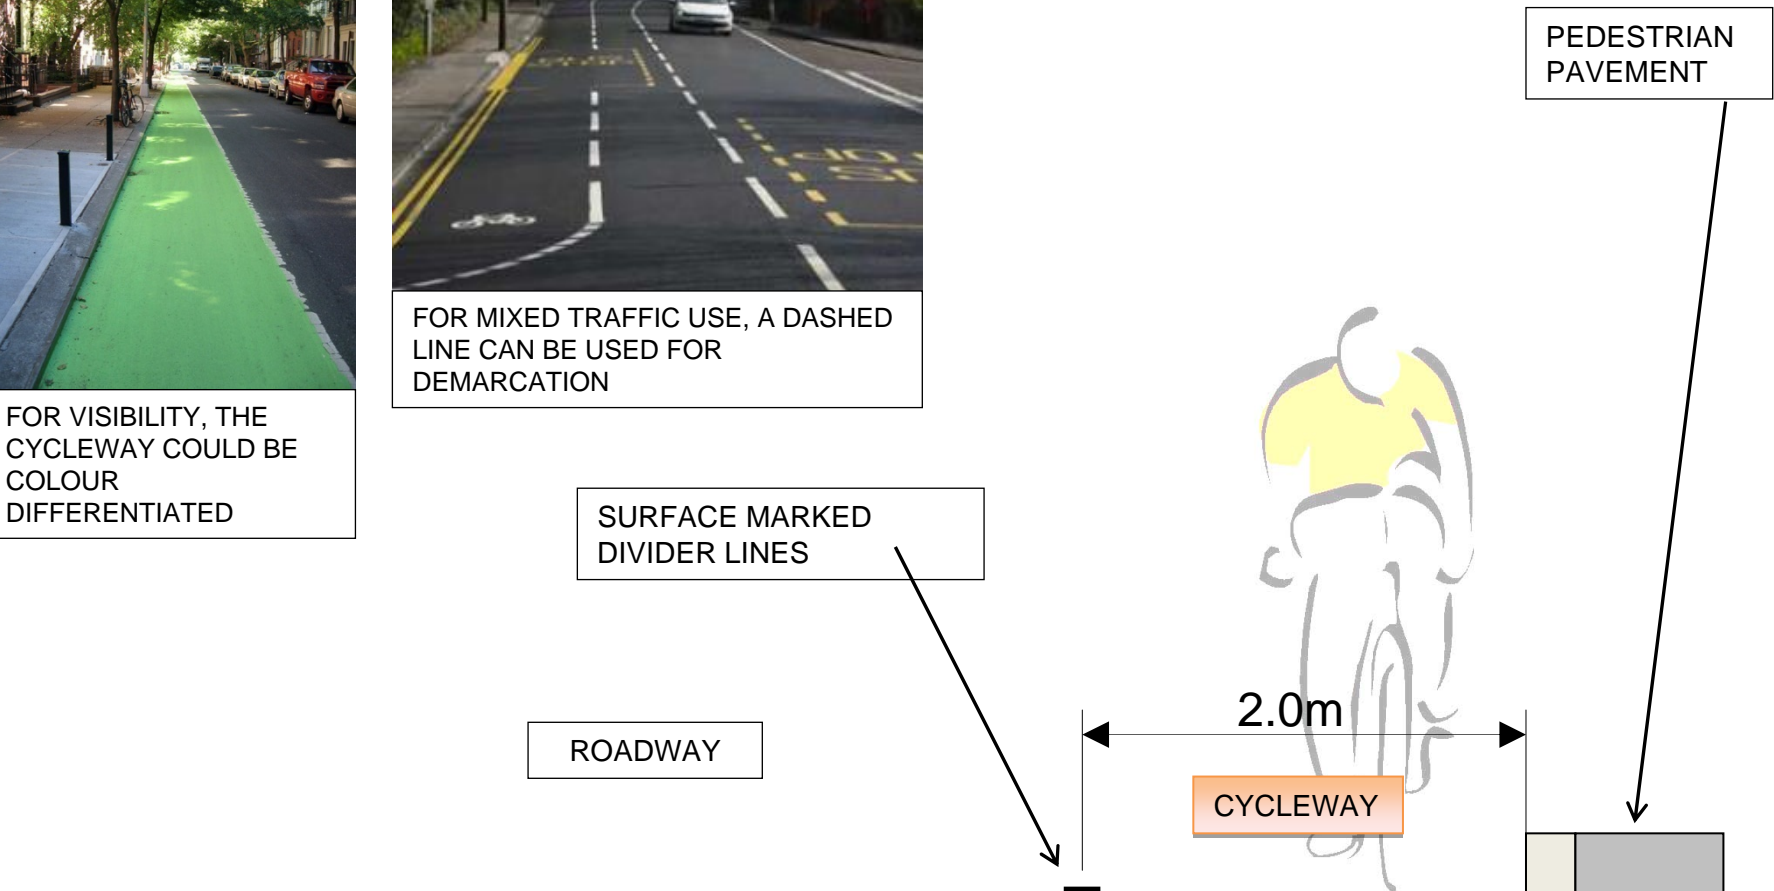 PEDESTRIAN
PAVEMENT
FOR MIXED TRAFFIC USE, A DASHED
LINE CAN BE USED FOR
DEMARCATION
FOR VISIBILITY, THE
CYCLEWAY COULD BE
COLOUR
DIFFERENTIATED
SURFACE MARKED
DIVIDER LINES
2.0m
ROADWAY
CYCLEWAY